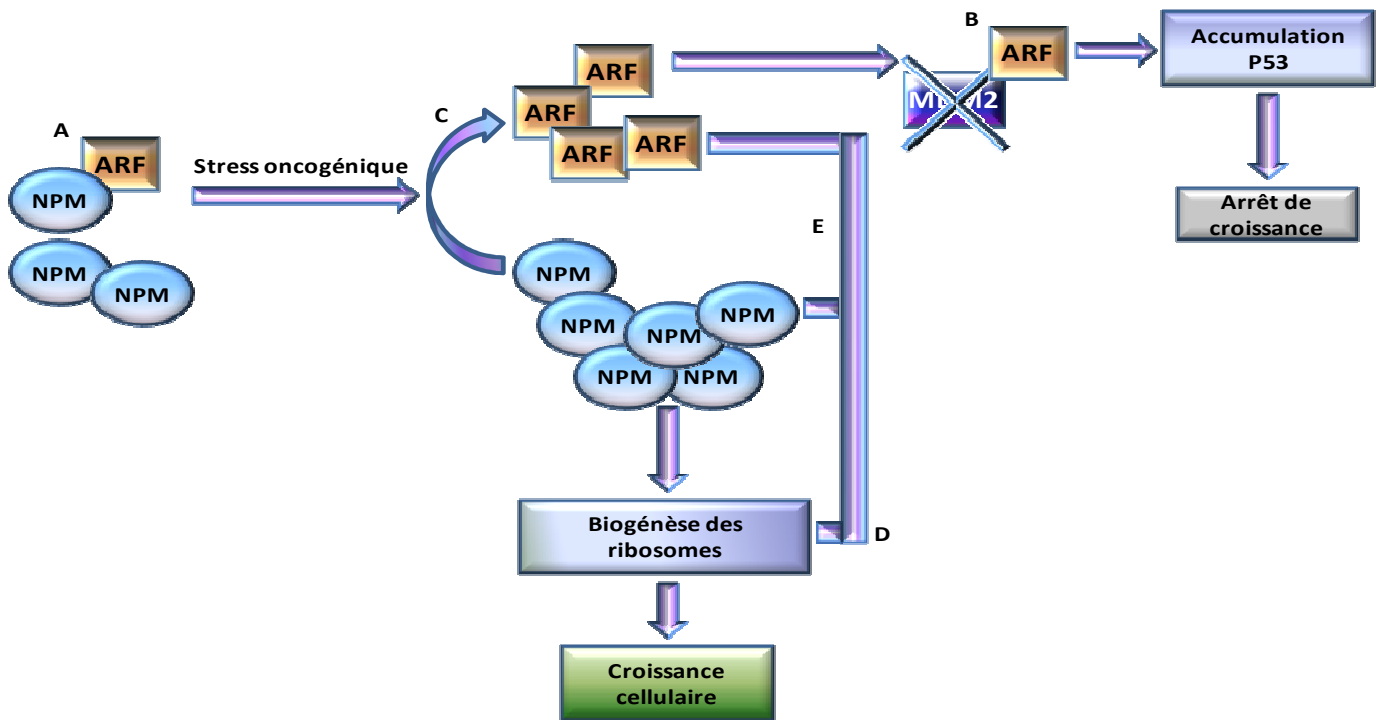 A
ARF
NPM
NPM
NPM
Stress oncogénique
C
ARF
ARF
ARF
ARF
B
ARF
Accumulation
P53
Arrêt de
croissance
E
NPM
NPM
NPM
NPM
NPM
NPM
Biogénèse des
ribosomes
D
Croissance
cellulaire